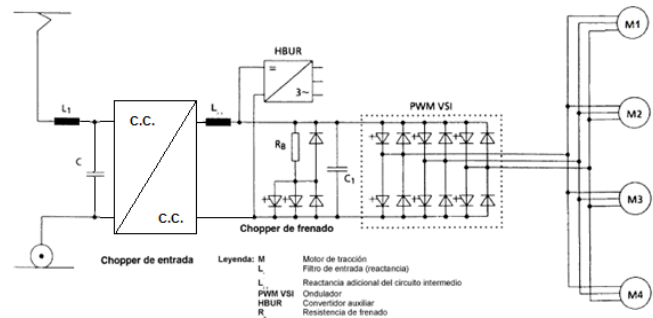 HBUR
=
3~
L1
C.C.
C.C.
C
L
RB
C1
PWM VSI
M1
M2
M3
M4
Chopper de frenado
Chopper de entrada
Leyenda: M Motor de tracción
L Filtro de entrada (reactancia)
L Reactancia adicional del circuito intermedio
PWM VSI Ondulador
HBUR Convertidor auxiliar
R Resistencia de frenado